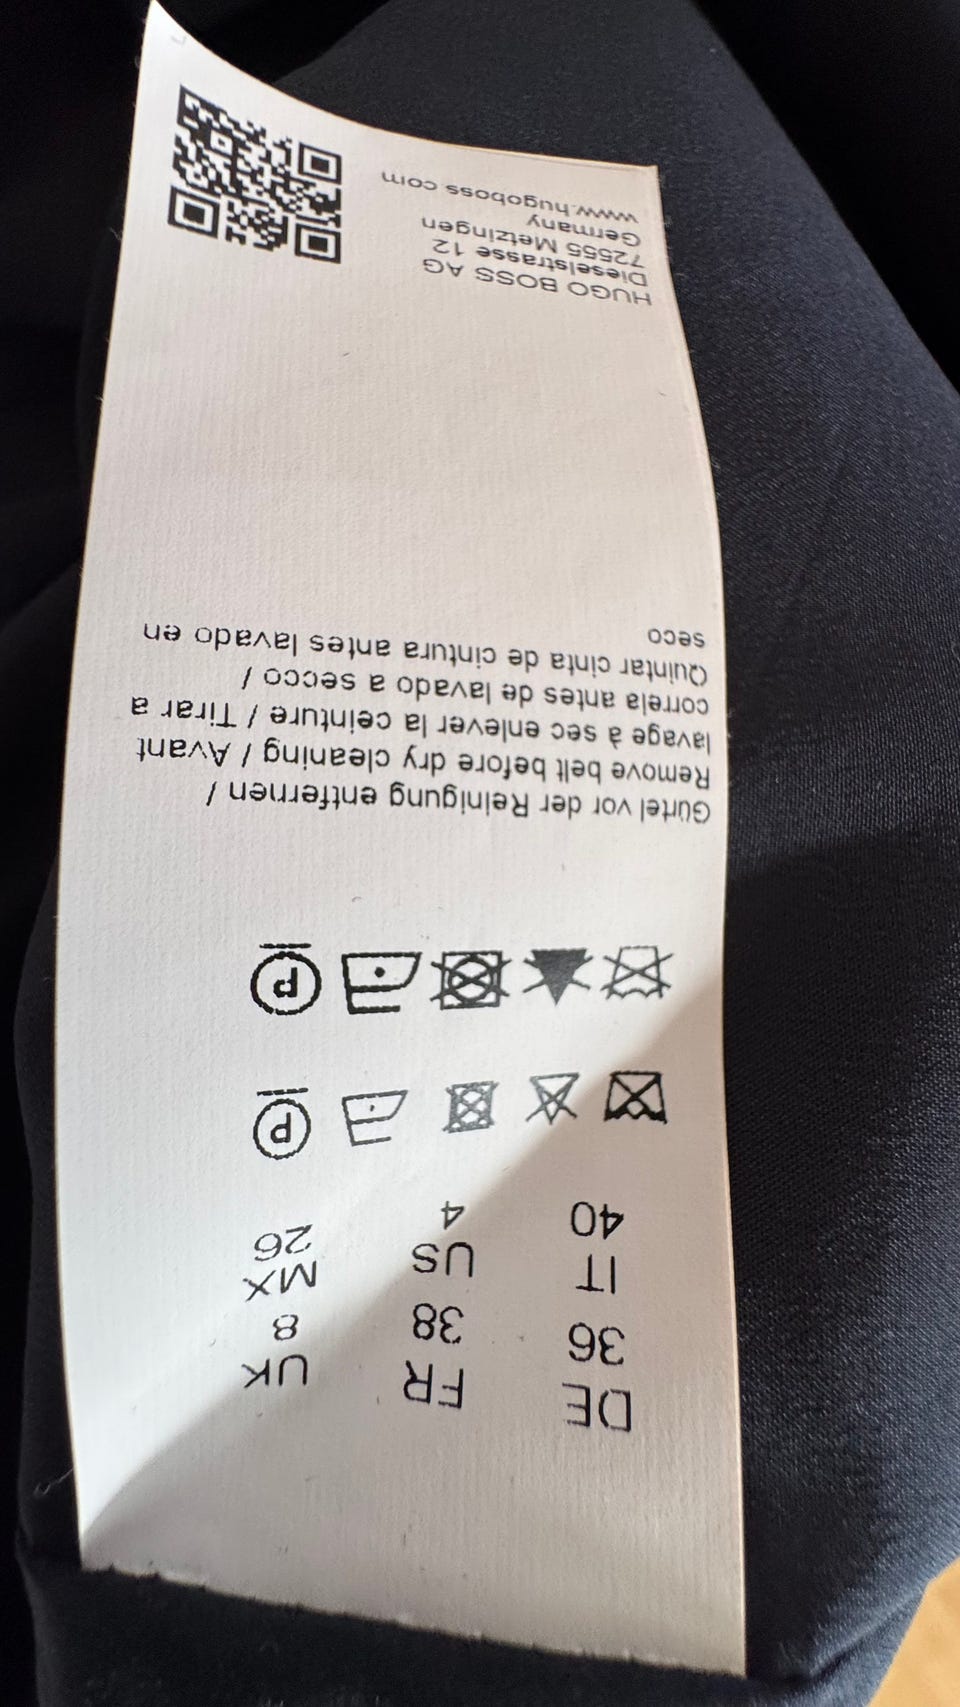 DE FR UK
36 38 8
IT US MX
40 4 26
P
P
Gürtel vor der Reinigung entfernen /
Remove belt before dry cleaning / Avant
lavage à sec enlever la ceinture / Tirar a
correla antes de lavado a secco /
Quintar cinta de cintura antes lavado en
seco
HUGO BOSS AG
Dieselstrasse 12
72555 Metzingen
Germany
www.hugoboss com